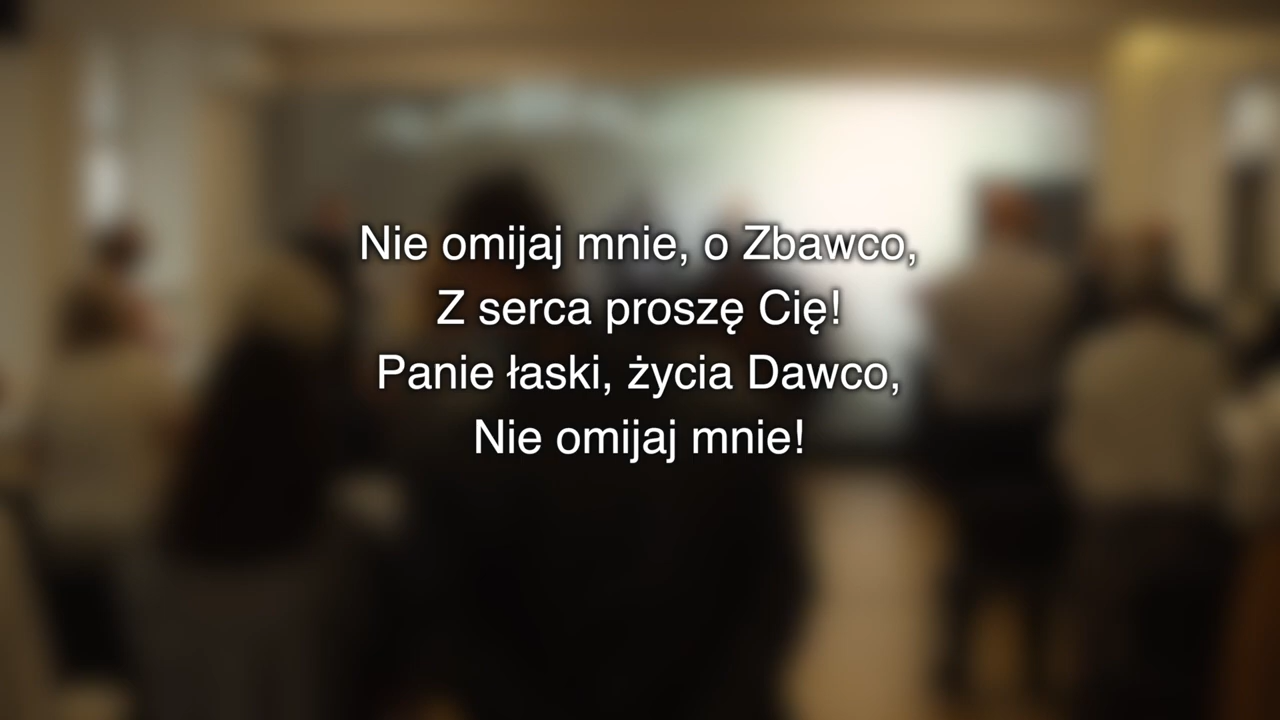 Nie omijaj mnie, o Zbawco,
Z serca proszę Cię!
Panie łaski, życia Dawco,
Nie omijaj mnie!